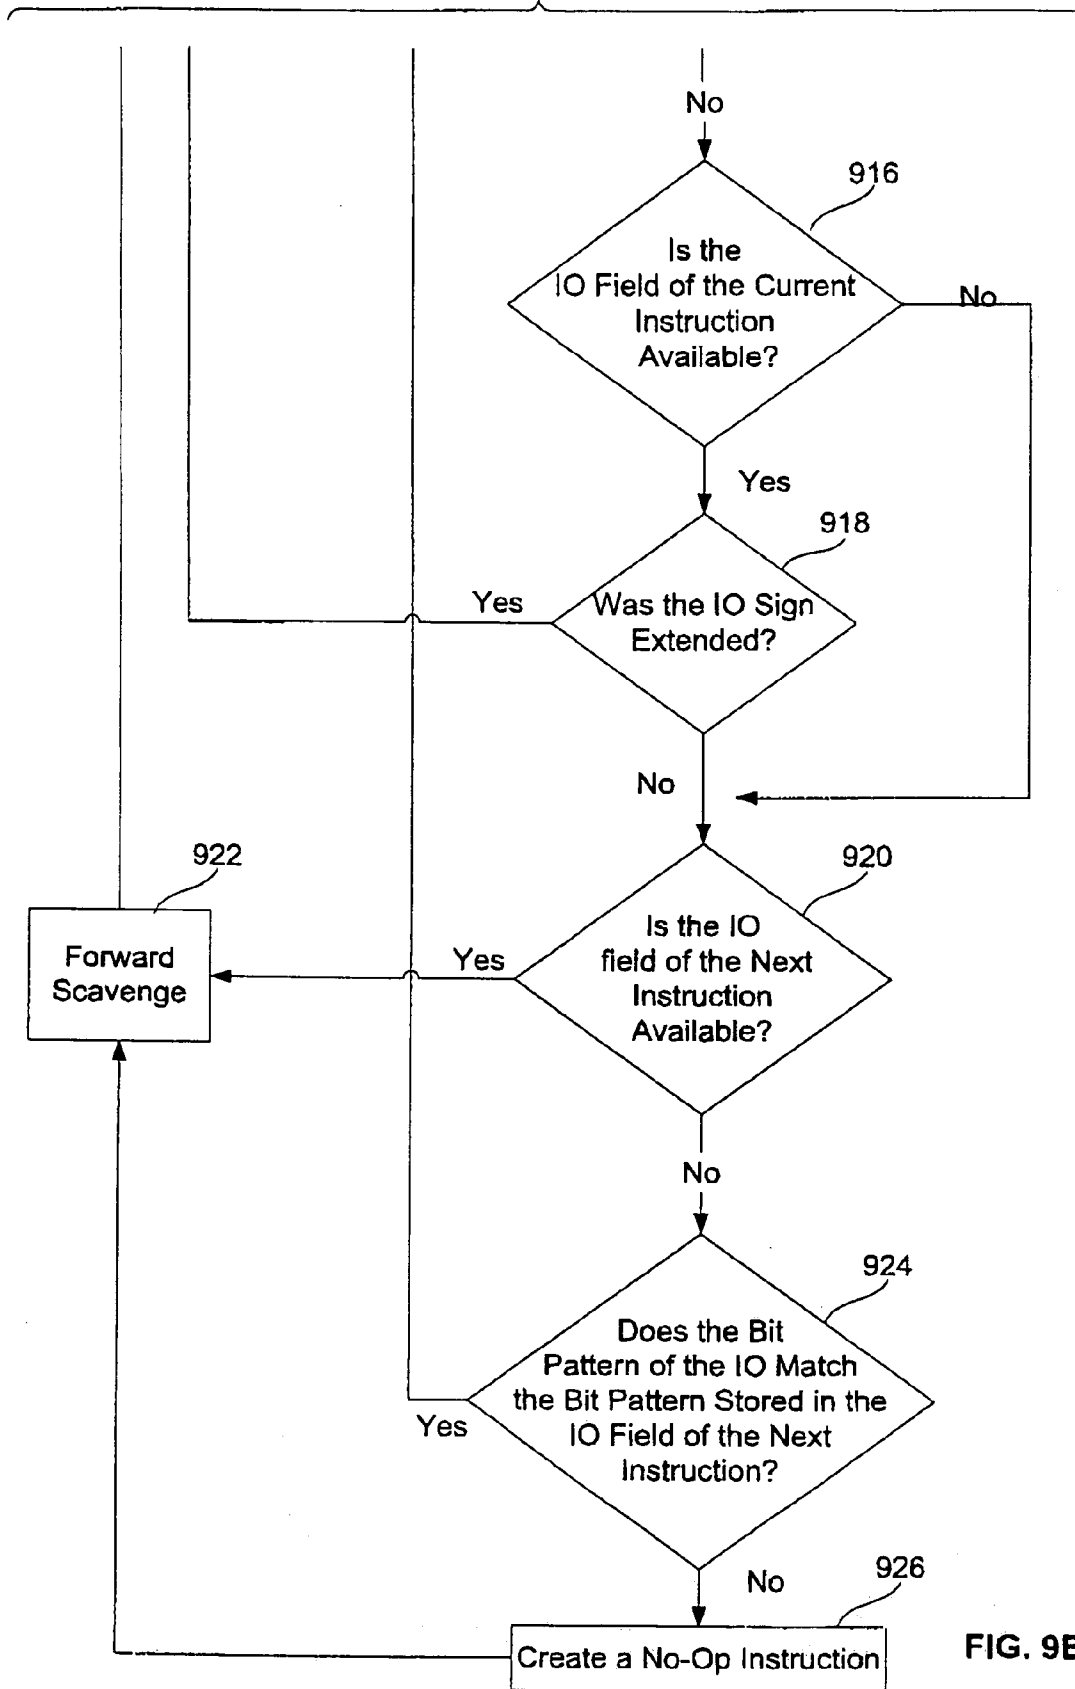 No
916
Is the
IO Field of the Current
Instruction
Available?
No
Yes
918
Was the IO Sign
Extended?
Yes
No
920
Is the IO
field of the Next
Instruction
Available?
Yes
922
Forward
Scavenge
No
924
Does the Bit
Pattern of the IO Match
the Bit Pattern Stored in the
IO Field of the Next
Instruction?
Yes
No
926
Create a No-Op Instruction
FIG. 9B